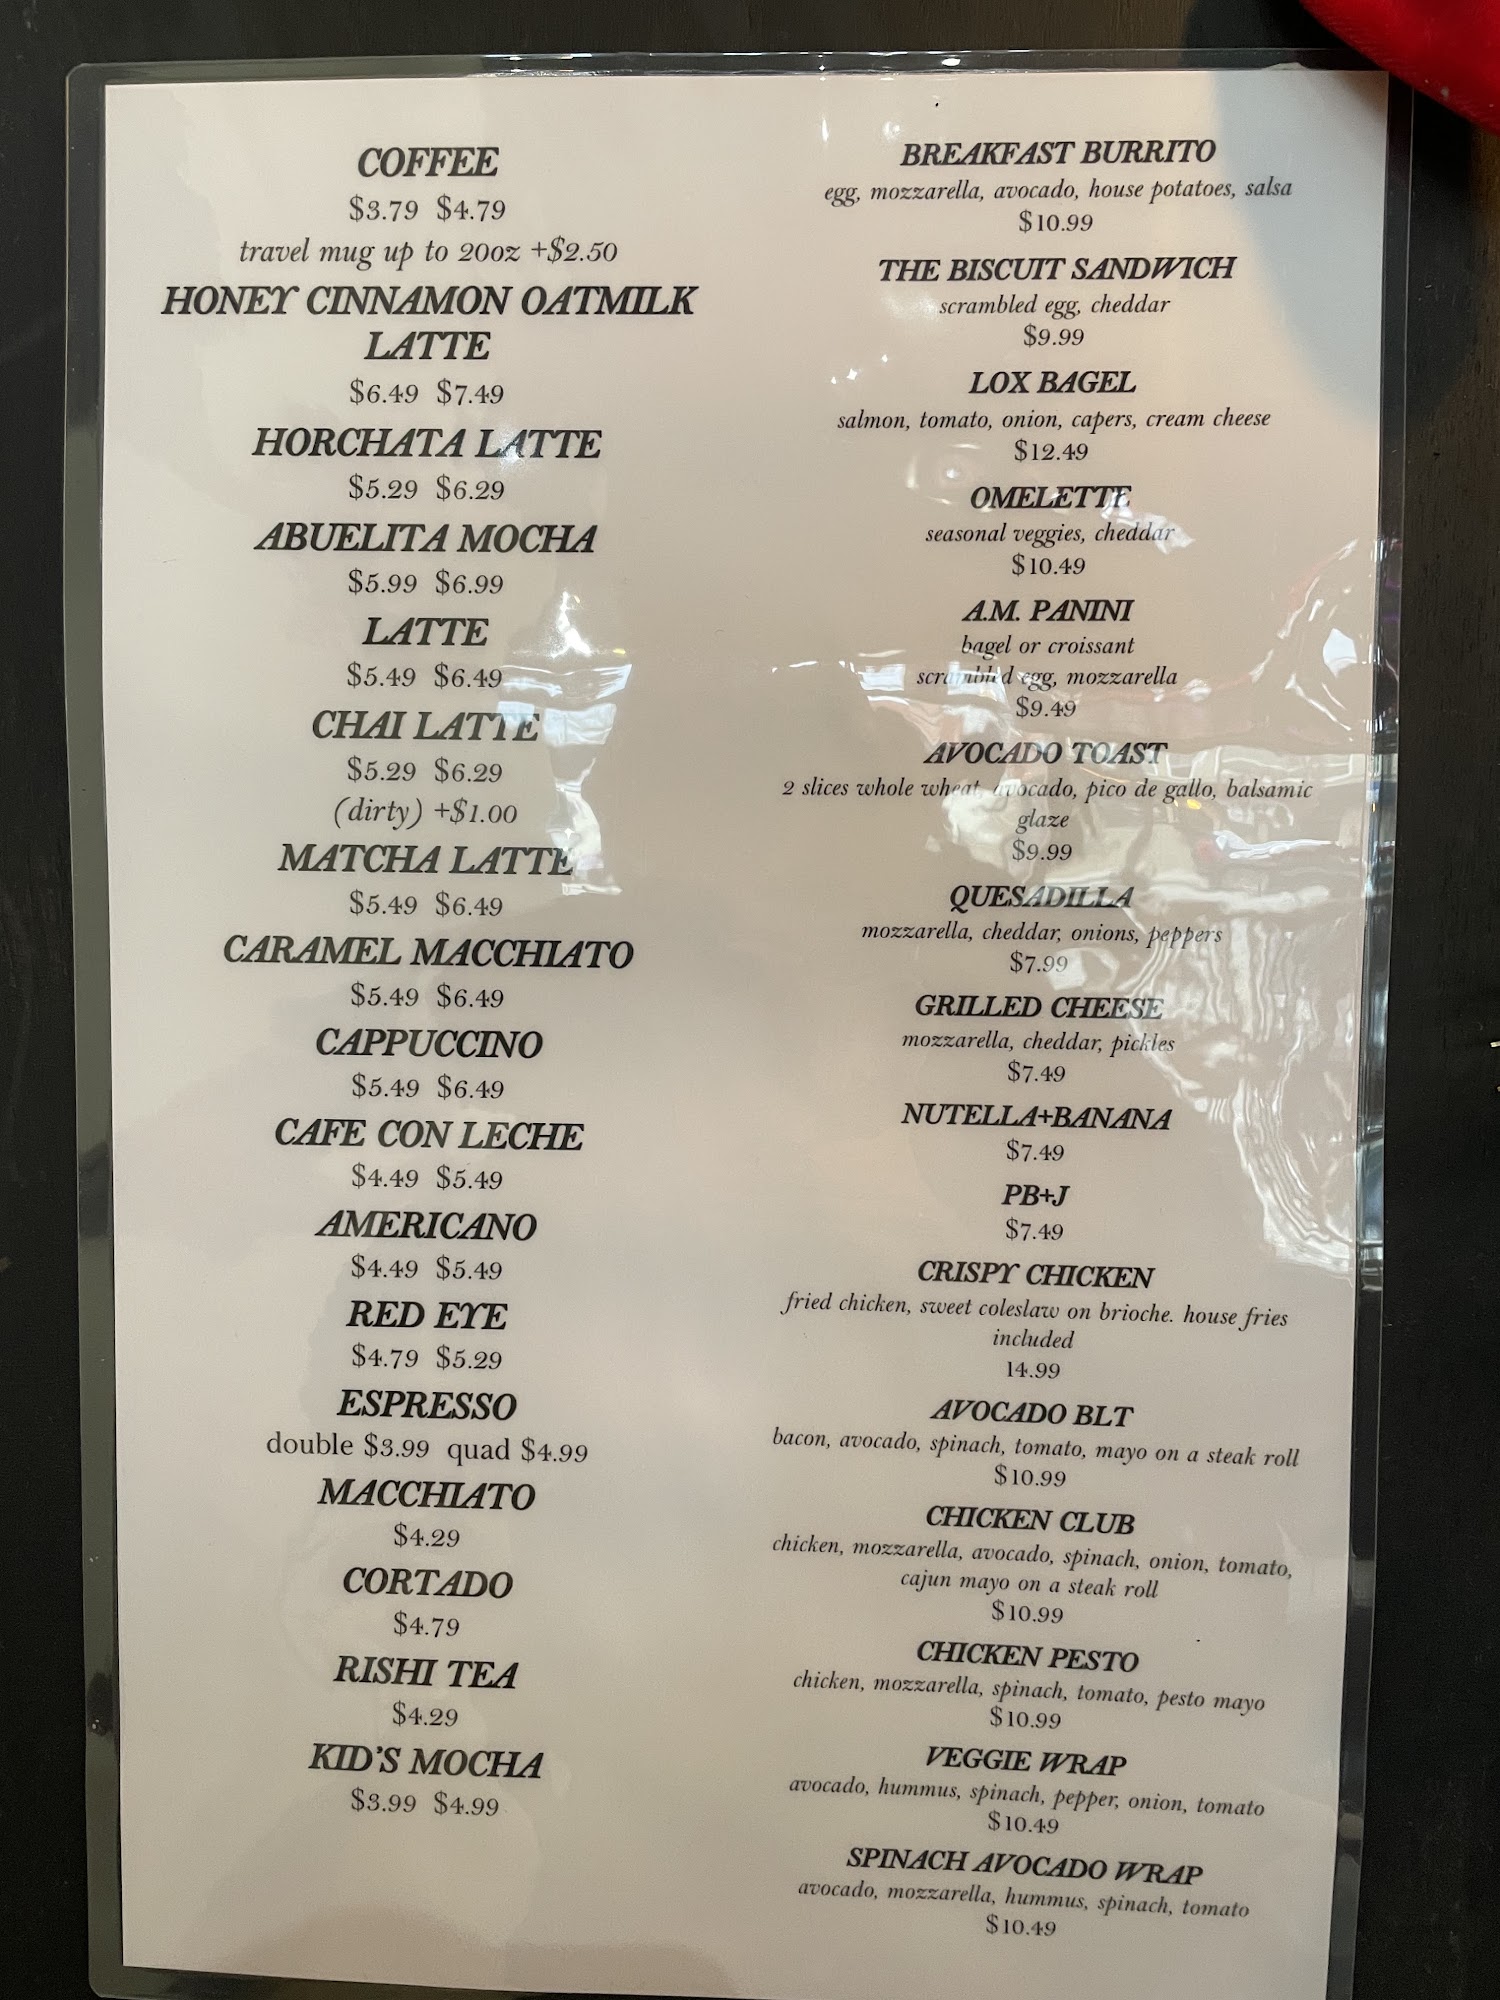 COFFEE
$3.79 $4.79
travel mug up to 20oz +$2.50
HONEY CINNAMON OATMILK
LATTE
$6.49 $7.49
HORCHATA LATTE
$5.29 $6.29
ABUELITA MOCHA
$5.99 $6.99
LATTE
$5.49 $6.49
CHAI LATTE
$5.29 $6.29
(dirty) +$1.00
MATCHA LATTE
$5.49 $6.49
CARAMEL MACCHIATO
$5.49 $6.49
CAPPUCCINO
$5.49 $6.49
CAFE CON LECHE
$4.49 $5.49
AMERICANO
$4.49 $5.49
RED EYE
$4.79 $5.29
ESPRESSO
double $3.99 quad $4.99
MACCHIATO
$4.29
CORTADO
$4.79
RISHI TEA
$4.29
KID'S MOCHA
$3.99 $4.99
BREAKFAST BURRITO
egg, mozzarella, avocado, house potatoes, salsa
$10.99
THE BISCUIT SANDWICH
scrambled egg, cheddar
$9.99
LOX BAGEL
salmon, tomato, onion, capers, cream cheese
$12.49
OMELETTE
seasonal veggies, cheddar
$10.49
A.M. PANINI
bagel or croissant
scrambled egg, mozzarella
$9.49
AVOCADO TOAST
2 slices whole wheat, avocado, pico de gallo, balsamic
glaze
$9.99
QUESADILLA
mozzarella, cheddar, onions, peppers
$7.99
GRILLED CHEESE
mozzarella, cheddar, pickles
$7.49
NUTELLA+BANANA
$7.49
PB+J
$7.49
CRISPY CHICKEN
fried chicken, sweet coleslaw on brioche. house fries
included
14.99
AVOCADO BLT
bacon, avocado, spinach, tomato, mayo on a steak roll
$10.99
CHICKEN CLUB
chicken, mozzarella, avocado, spinach, onion, tomato,
cajun mayo on a steak roll
$10.99
CHICKEN PESTO
chicken, mozzarella, spinach, tomato, pesto mayo
$10.99
VEGGIE WRAP
avocado, hummus, spinach, pepper, onion, tomato
$10.49
SPINACH AVOCADO WRAP
avocado, mozzarella, hummus, spinach, tomato
$10.49